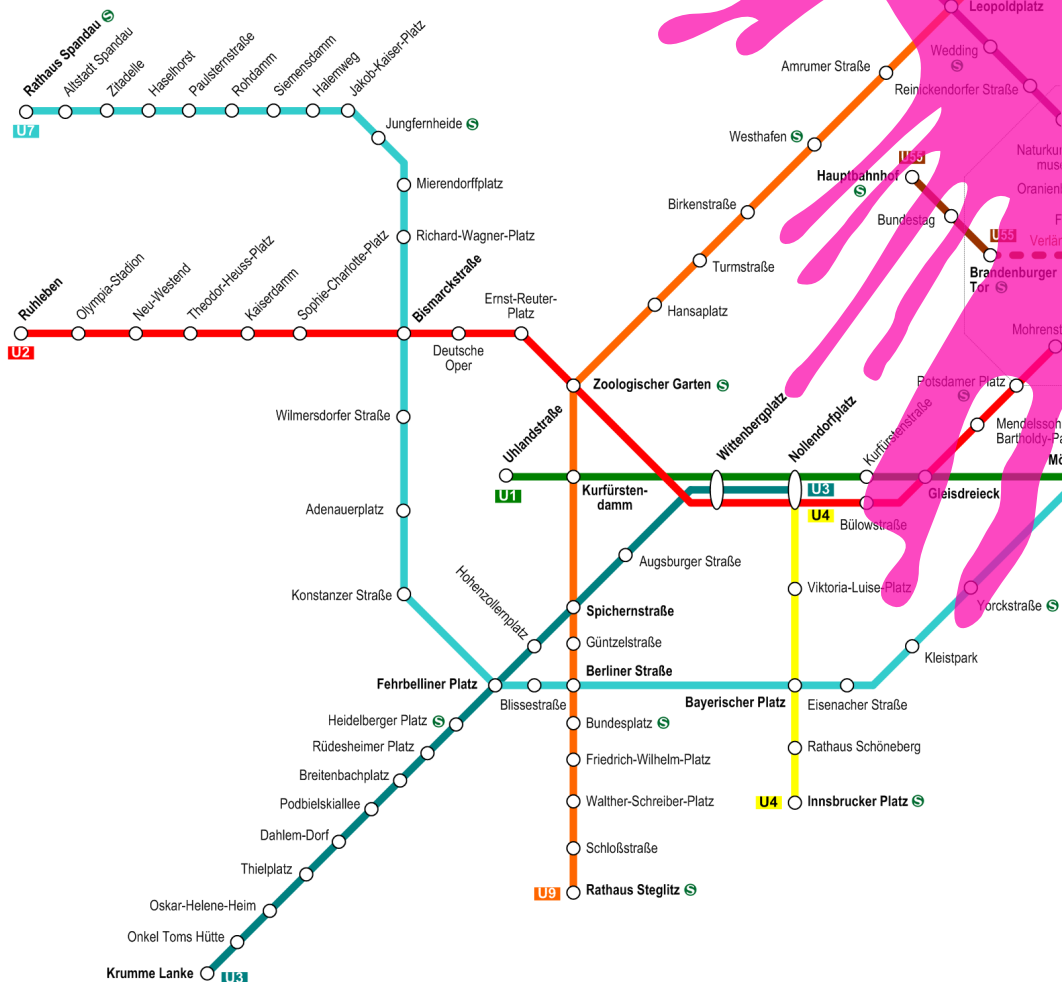 Rathaus Spandau S
Altstadt Spandau
Zitadelle
Haselhorst
Paulsternstraße
Rohdamm
Siemensdamm
Halemweg
Jakob-Kaiser-Platz
U7
Jungfernheide S
Mierendorffplatz
Richard-Wagner-Platz
Leopoldplatz
Wedding
S
Amrumer Straße
Reinickendorfer Straße
Westhafen S
U55
Hauptbahnhof
S
Birkenstraße
Bundestag
U55
Turmstraße
Brandenburger
Tor S
Hansaplatz
Ruhleben
Olympia-Stadion
Neu-Westend
Theodor-Heuss-Platz
Kaiserdamm
Sophie-Charlotte-Platz
Bismarckstraße
Ernst-Reuter-
Platz
U2
Deutsche
Oper
Zoologischer Garten S
Potsdamer Platz
S
Wilmersdorfer Straße
Uhlandstraße
Wittenbergplatz
Nollendorfplatz
Kurfürstenstraße
U1
Kurfürsten-
damm
U3
U4
Gleisdreieck
Bülowstraße
Adenauerplatz
Augsburger Straße
Hohenzollernplatz
Konstanzer Straße
Viktoria-Luise-Platz
Yorckstraße S
Spichernstraße
Güntzelstraße
Kleistpark
Fehrbelliner Platz
Berliner Straße
Blissestraße
Bayerischer Platz
Eisenacher Straße
Heidelberger Platz S
Bundesplatz S
Rüdesheimer Platz
Friedrich-Wilhelm-Platz
Rathaus Schöneberg
Breitenbachplatz
Podbielskiallee
Walther-Schreiber-Platz
U4
Innsbrucker Platz S
Dahlem-Dorf
Schloßstraße
Thielplatz
U9
Rathaus Steglitz S
Oskar-Helene-Heim
Onkel Toms Hütte
Krumme Lanke
U3